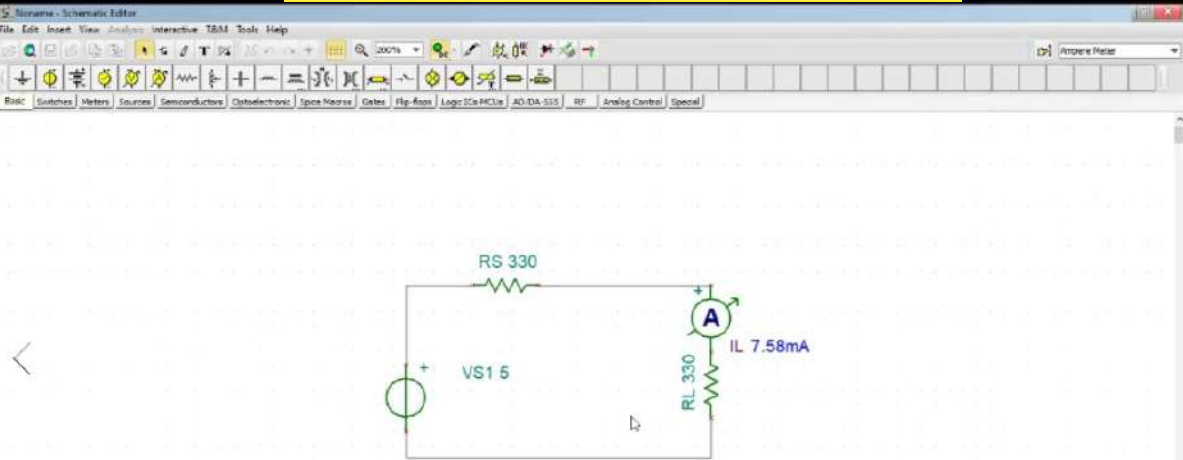 Noname - Schematic Editor
File Edit Insert View Analysis Interactive T&M Tools Help
200% Ampere Meter
Basic Switches Meters Sources Semiconductors Optoelectronic Spice Macros Gates Flip-flops Logic ICs-MCUs AD/DA-555 RF Analog Control Special
RS 330
+
A
IL 7.58mA
+
VS1 5
RL 330